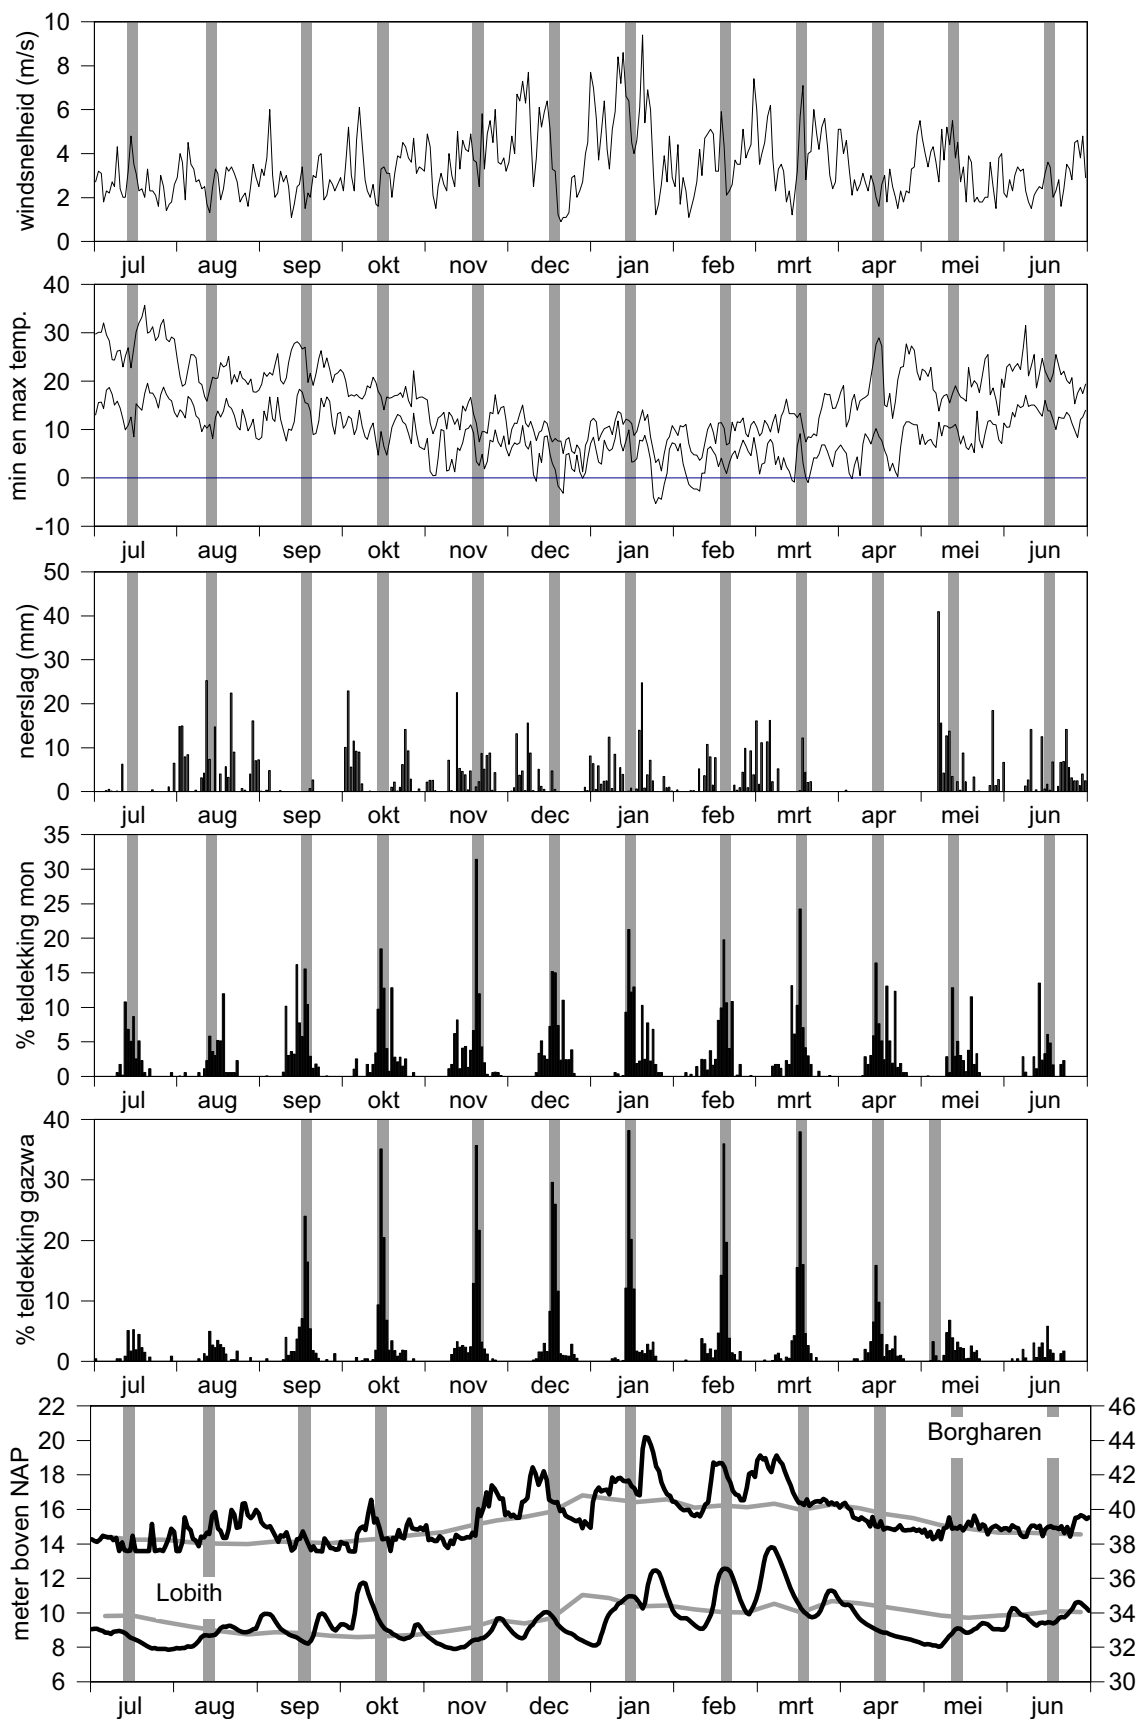 windsnelheid (m/s)
10
8
6
4
2
0
jul aug sep okt nov dec jan feb mrt apr mei jun
min en max temp.
40
30
20
10
0
-10
jul aug sep okt nov dec jan feb mrt apr mei jun
neerslag (mm)
50
40
30
20
10
0
jul aug sep okt nov dec jan feb mrt apr mei jun
% teldekking mon
35
30
25
20
15
10
5
0
jul aug sep okt nov dec jan feb mrt apr mei jun
% teldekking gazwa
40
30
20
10
0
jul aug sep okt nov dec jan feb mrt apr mei jun
meter boven NAP
22 46
20 44
Borgharen
18 42
16 40
14 38
12 36
Lobith
10 34
8 32
6 30
jul aug sep okt nov dec jan feb mrt apr mei jun